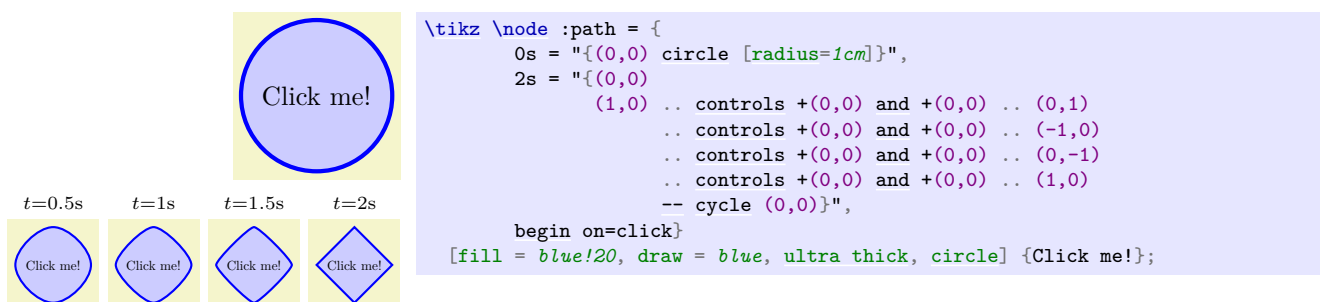 Click me!
t=0.5s t=1s t=1.5s t=2s
Click me! Click me! Click me! Click me!
\tikz \node :path = {
0s = "{(0,0) circle [radius=1cm]}",
2s = "{(0,0)
(1,0) .. controls +(0,0) and +(0,0) .. (0,1)
.. controls +(0,0) and +(0,0) .. (-1,0)
.. controls +(0,0) and +(0,0) .. (0,-1)
.. controls +(0,0) and +(0,0) .. (1,0)
-- cycle (0,0)}",
begin on=click}
[fill = blue!20, draw = blue, ultra thick, circle] {Click me!};